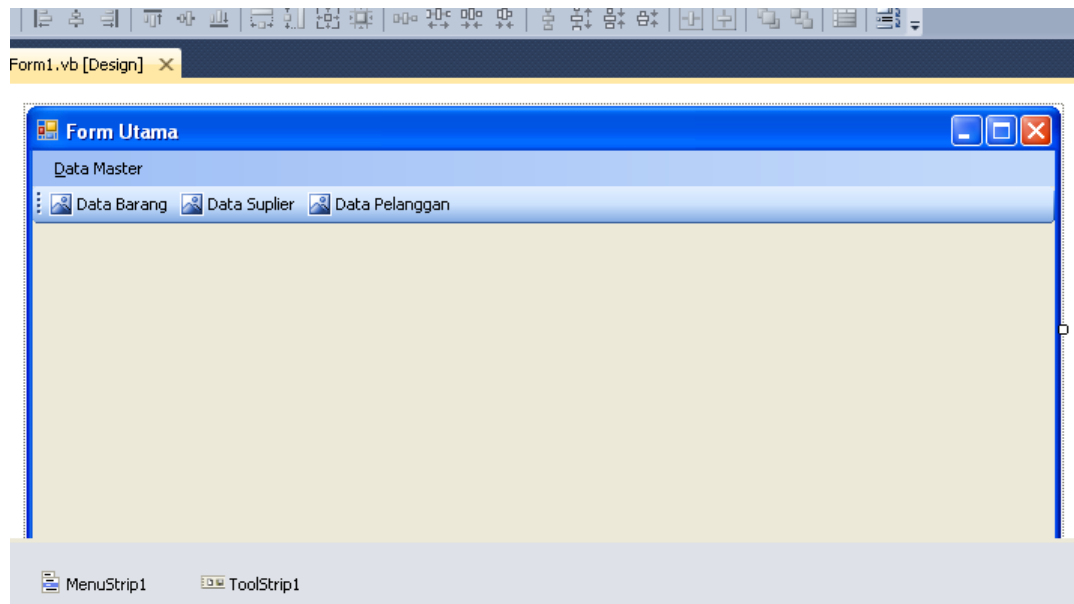 Form1.vb [Design]
Form Utama
Data Master
Data Barang Data Suplier Data Pelanggan
MenuStrip1 ToolStrip1